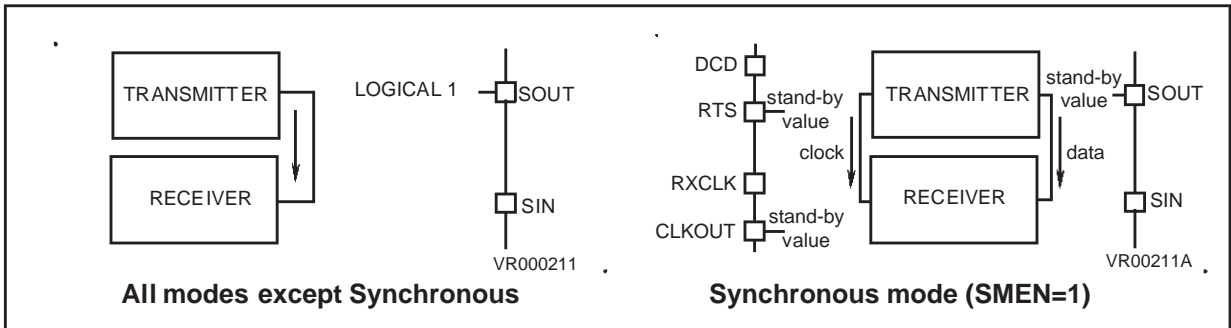 TRANSMITTER
RECEIVER
LOGICAL 1
SOUT
SIN
VR000211
All modes except Synchronous
DCD
RTS
stand-by
value
clock
RXCLK
CLKOUT
stand-by
value
TRANSMITTER
RECEIVER
data
stand-by
value
SOUT
SIN
VR00211A
Synchronous mode (SMEN=1)